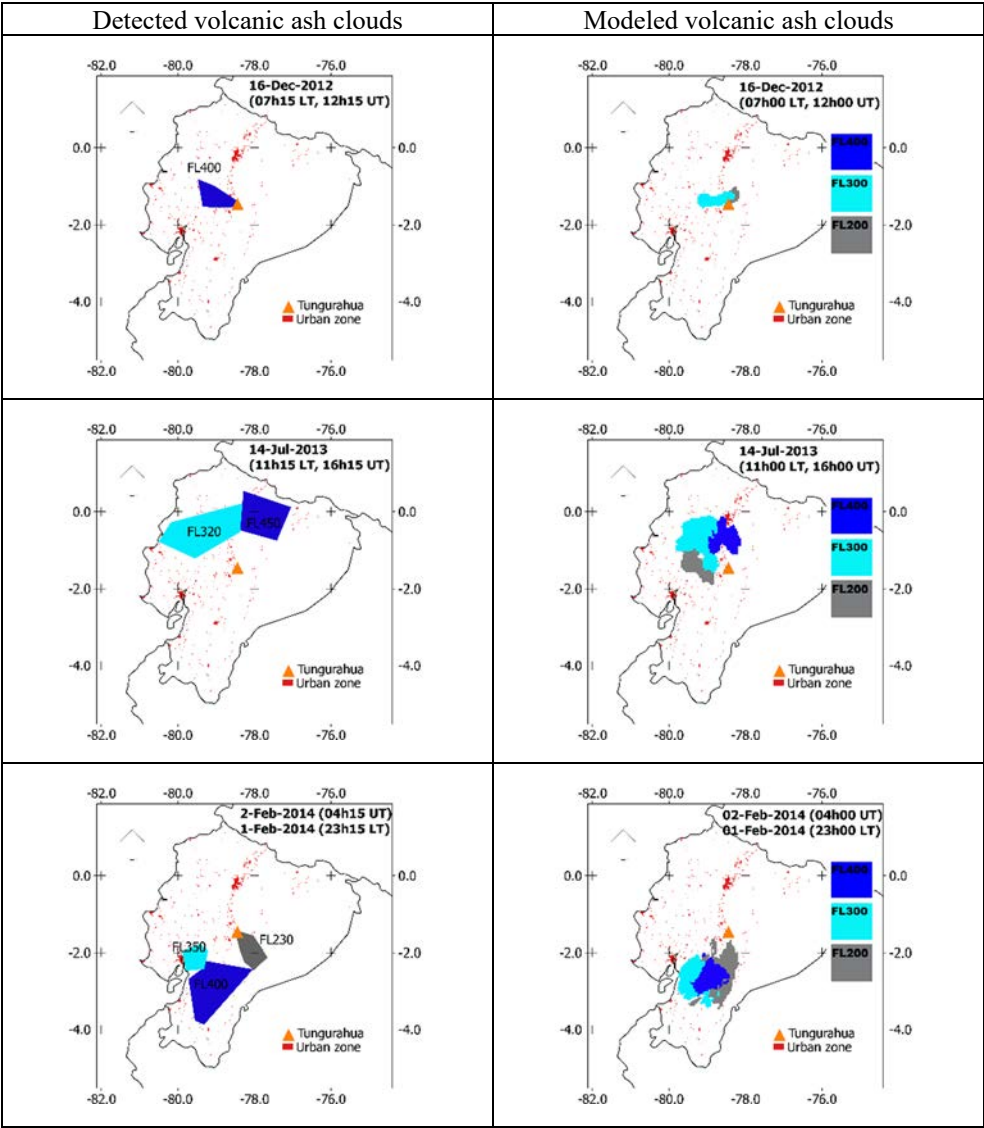 Detected volcanic ash clouds Modeled volcanic ash clouds
-82.0 -80.0 -78.0 -76.0
16-Dec-2012
(07h15 LT, 12h15 UT)
0.0 0.0
FL400
-2.0 -2.0
-4.0 -4.0
Tungurahua
Urban zone
-82.0 -80.0 -78.0 -76.0
-82.0 -80.0 -78.0 -76.0
16-Dec-2012
(07h00 LT, 12h00 UT)
FL400
0.0 0.0
FL300
-2.0 FL200 -2.0
-4.0 -4.0
Tungurahua
Urban zone
-82.0 -80.0 -78.0 -76.0
-82.0 -80.0 -78.0 -76.0
14-Jul-2013
(11h15 LT, 16h15 UT)
0.0 0.0
FL320 FL450
-2.0 -2.0
-4.0 -4.0
Tungurahua
Urban zone
-82.0 -80.0 -78.0 -76.0
-82.0 -80.0 -78.0 -76.0
14-Jul-2013
(11h00 LT, 16h00 UT)
FL400
0.0 0.0
FL300
-2.0 FL200 -2.0
-4.0 -4.0
Tungurahua
Urban zone
-82.0 -80.0 -78.0 -76.0
-82.0 -80.0 -78.0 -76.0
2-Feb-2014 (04h15 UT)
1-Feb-2014 (23h15 LT)
0.0 0.0
FL350 FL230
-2.0 -2.0
FL400
-4.0 -4.0
Tungurahua
Urban zone
-82.0 -80.0 -78.0 -76.0
-82.0 -80.0 -78.0 -76.0
02-Feb-2014 (04h00 UT)
01-Feb-2014 (23h00 LT)
FL400
0.0 0.0
FL300
-2.0 FL200 -2.0
-4.0 -4.0
Tungurahua
Urban zone
-82.0 -80.0 -78.0 -76.0